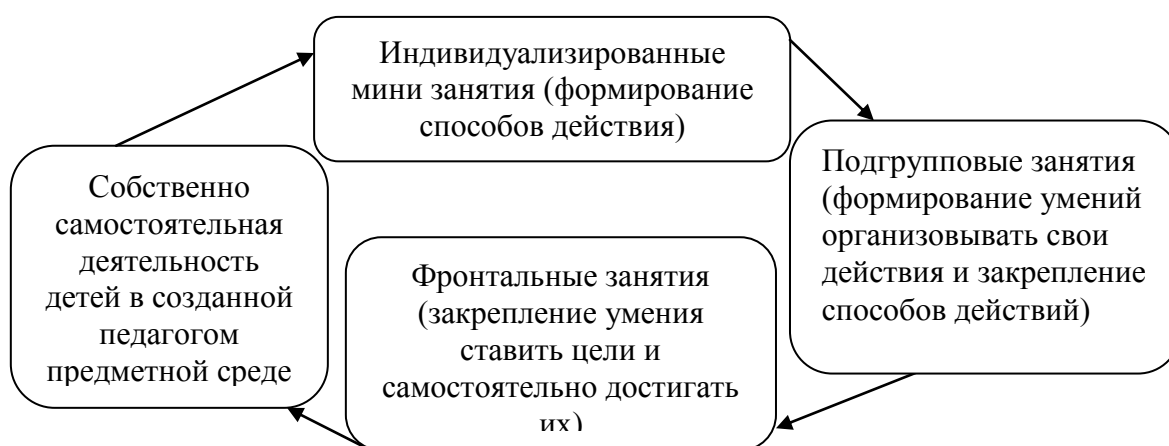 Индивидуализированные
мини занятия (формирование
способов действия)
Подгрупповые занятия
(формирование умений
организовывать свои
действия и закрепление
способов действий)
Фронтальные занятия
(закрепление умения
ставить цели и
самостоятельно достигать
их)
Собственно
самостоятельная
деятельность
детей в созданной
педагогом
предметной среде